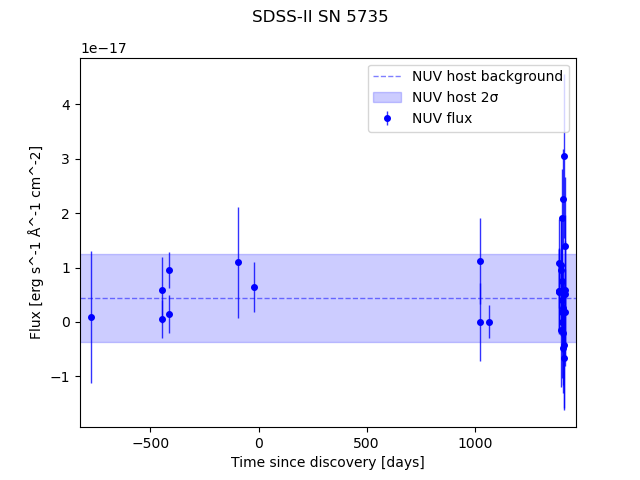 SDSS-II SN 5735
1e−17
NUV host background
NUV host 2σ
NUV flux
4
3
2
1
0
−1
Flux [erg s^-1 Å^-1 cm^-2]
−500
0
500
1000
Time since discovery [days]